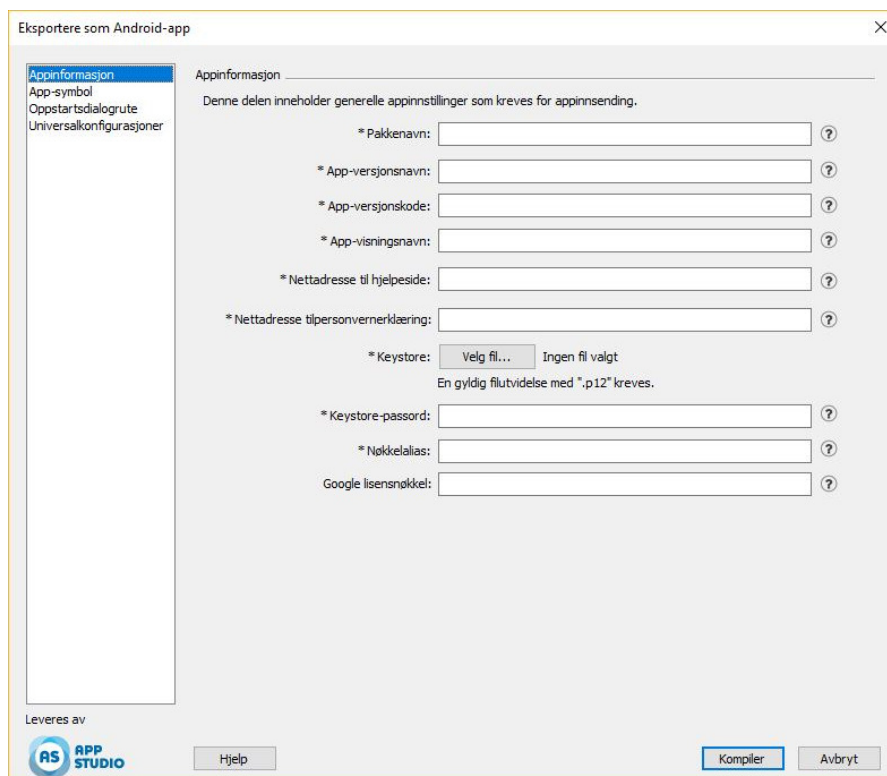 Eksportere som Android-app
Appinformasjon
App-symbol
Oppstartsdialogrute
Universalkonfigurasjoner
Appinformasjon
Denne delen inneholder generelle appinnstillinger som kreves for appinnsending.
* Pakkenavn:
* App-versjonsnavn:
* App-versjonskode:
* App-visningsnavn:
* Nettadresse til hjelpeside:
* Nettadresse tilpersonvernerklæring:
* Keystore: Velg fil... Ingen fil valgt
En gyldig filutvidelse med ".p12" kreves.
* Keystore-passord:
* Nøkkelalias:
Google lisensnøkkel:
Leveres av
AS APP STUDIO
Hjelp Kompiler Avbryt